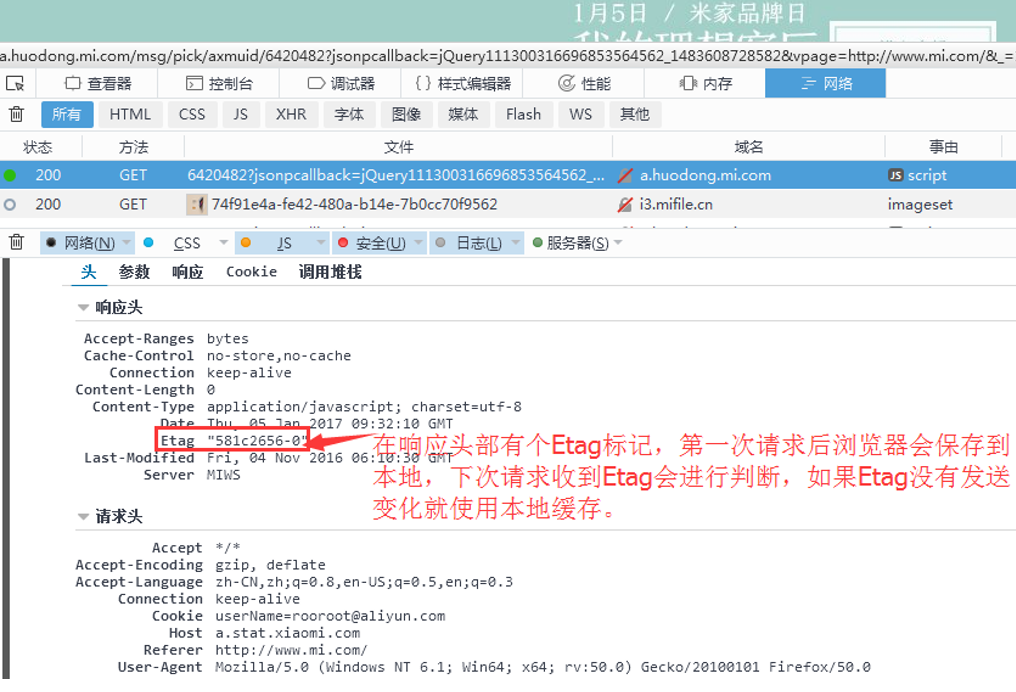 1月5日 / 米家品牌日
a.huodong.mi.com/msg/pick/axmuid/6420482?jsonpcallback=jQuery111300316696853564562_1483608728582&vpage=http://www.mi.com/&_=
查看器 控制台 调试器 {} 样式编辑器 性能 内存 网络
所有 HTML CSS JS XHR 字体 图像 媒体 Flash WS 其他
状态 方法 文件 域名 事由
200 GET 6420482?jsonpcallback=jQuery111300316696853564562_... a.huodong.mi.com JS script
200 GET 74f91e4a-fe42-480a-b14e-7b0cc70f9562 i3.mifile.cn imageset
网络(N) CSS JS 安全(U) 日志(L) 服务器(S)
头 参数 响应 Cookie 调用堆栈
响应头
Accept-Ranges bytes
Cache-Control no-store,no-cache
Connection keep-alive
Content-Length 0
Content-Type application/javascript; charset=utf-8
Date Thu, 05 Jan 2017 09:32:10 GMT
Etag "581c2656-0"
Last-Modified Fri, 04 Nov 2016 06:10:30 GMT
Server MIWS
在响应头部有个Etag标记，第一次请求后浏览器会保存到
本地，下次请求收到Etag会进行判断，如果Etag没有发送
变化就使用本地缓存。
请求头
Accept */*
Accept-Encoding gzip, deflate
Accept-Language zh-CN,zh;q=0.8,en-US;q=0.5,en;q=0.3
Connection keep-alive
Cookie userName=rooroot@aliyun.com
Host a.stat.xiaomi.com
Referer http://www.mi.com/
User-Agent Mozilla/5.0 (Windows NT 6.1; Win64; x64; rv:50.0) Gecko/20100101 Firefox/50.0